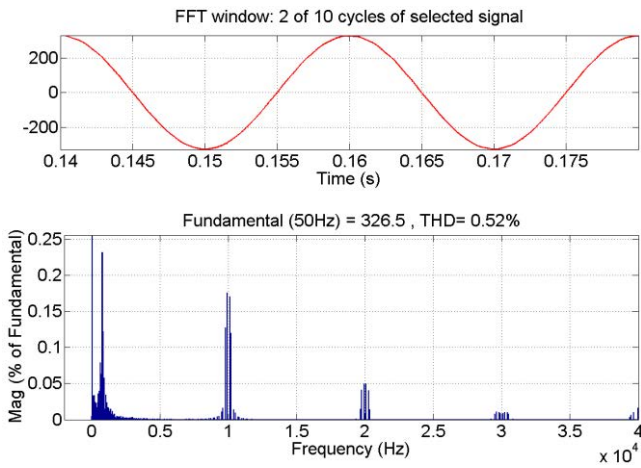 FFT window: 2 of 10 cycles of selected signal
200
0
-200
0.14 0.145 0.15 0.155 0.16 0.165 0.17 0.175
Time (s)
Fundamental (50Hz) = 326.5 , THD= 0.52%
Mag (% of Fundamental)
0.25
0.2
0.15
0.1
0.05
0
0 0.5 1 1.5 2 2.5 3 3.5 4
Frequency (Hz)
x 10⁴